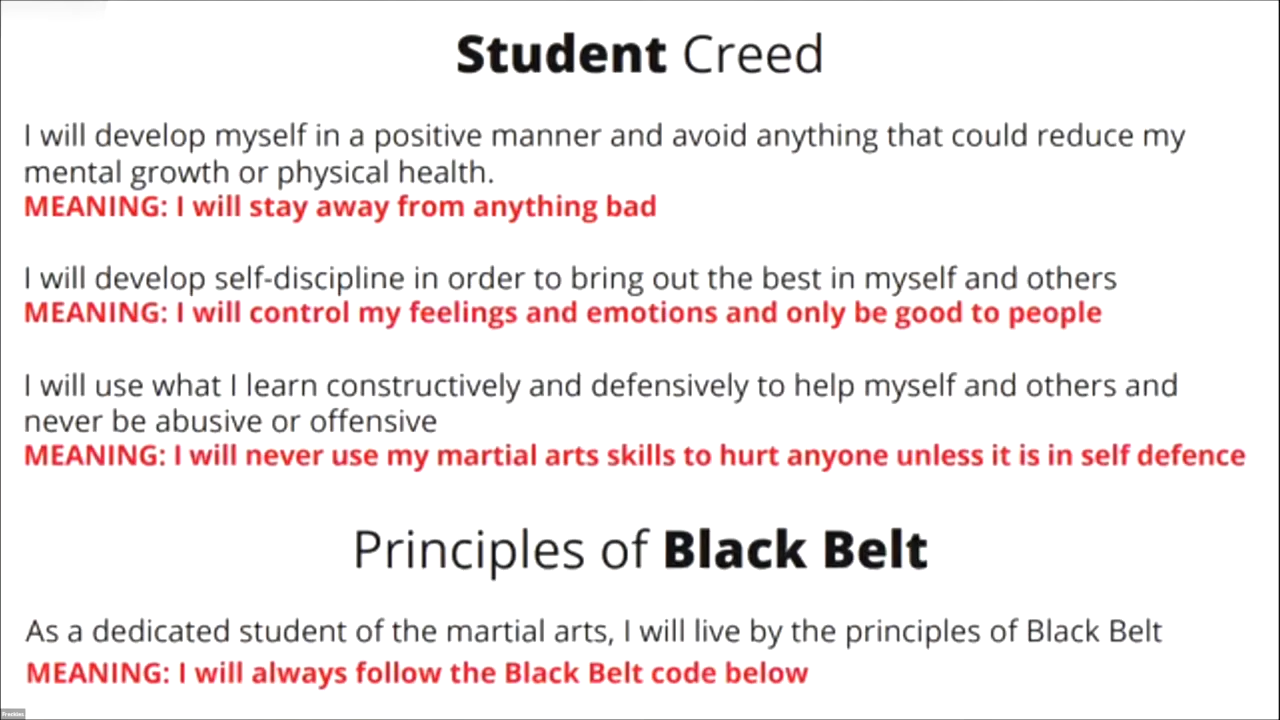 Student Creed
I will develop myself in a positive manner and avoid anything that could reduce my
mental growth or physical health.
MEANING: I will stay away from anything bad
I will develop self-discipline in order to bring out the best in myself and others
MEANING: I will control my feelings and emotions and only be good to people
I will use what I learn constructively and defensively to help myself and others and
never be abusive or offensive
MEANING: I will never use my martial arts skills to hurt anyone unless it is in self defence
Principles of Black Belt
As a dedicated student of the martial arts, I will live by the principles of Black Belt
MEANING: I will always follow the Black Belt code below